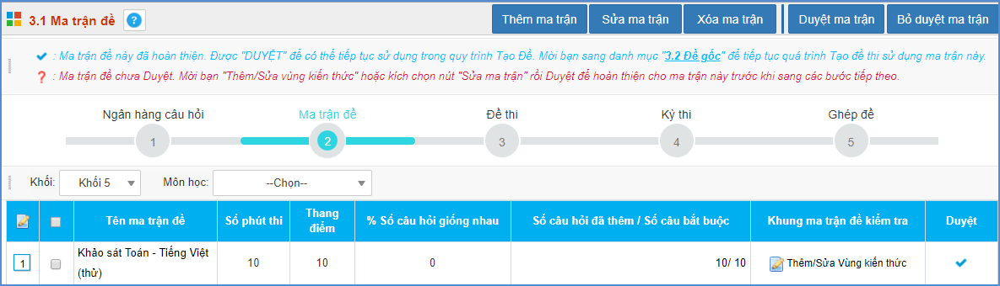 3.1 Ma trận đề ?
Thêm ma trận Sửa ma trận Xóa ma trận Duyệt ma trận Bỏ duyệt ma trận
: Ma trận đề này đã hoàn thiện. Được "DUYỆT" để có thể tiếp tục sử dụng trong quy trình Tạo Đề. Mời bạn sang danh mục "3.2 Đề gốc" để tiếp tục quá trình Tạo đề thi sử dụng ma trận này.
? : Ma trận đề chưa Duyệt. Mời bạn "Thêm/Sửa vùng kiến thức" hoặc kích chọn nút "Sửa ma trận" rồi Duyệt để hoàn thiện cho ma trận này trước khi sang các bước tiếp theo.
Ngân hàng câu hỏi Ma trận đề Đề thi Kỳ thi Ghép đề
1 2 3 4 5
Khối: Khối 5 Môn học: --Chọn--
Tên ma trận đề Số phút thi Thang điểm % Số câu hỏi giống nhau Số câu hỏi đã thêm / Số câu bắt buộc Khung ma trận đề kiểm tra Duyệt
1 Khảo sát Toán - Tiếng Việt (thử) 10 10 0 10/ 10 Thêm/Sửa Vùng kiến thức